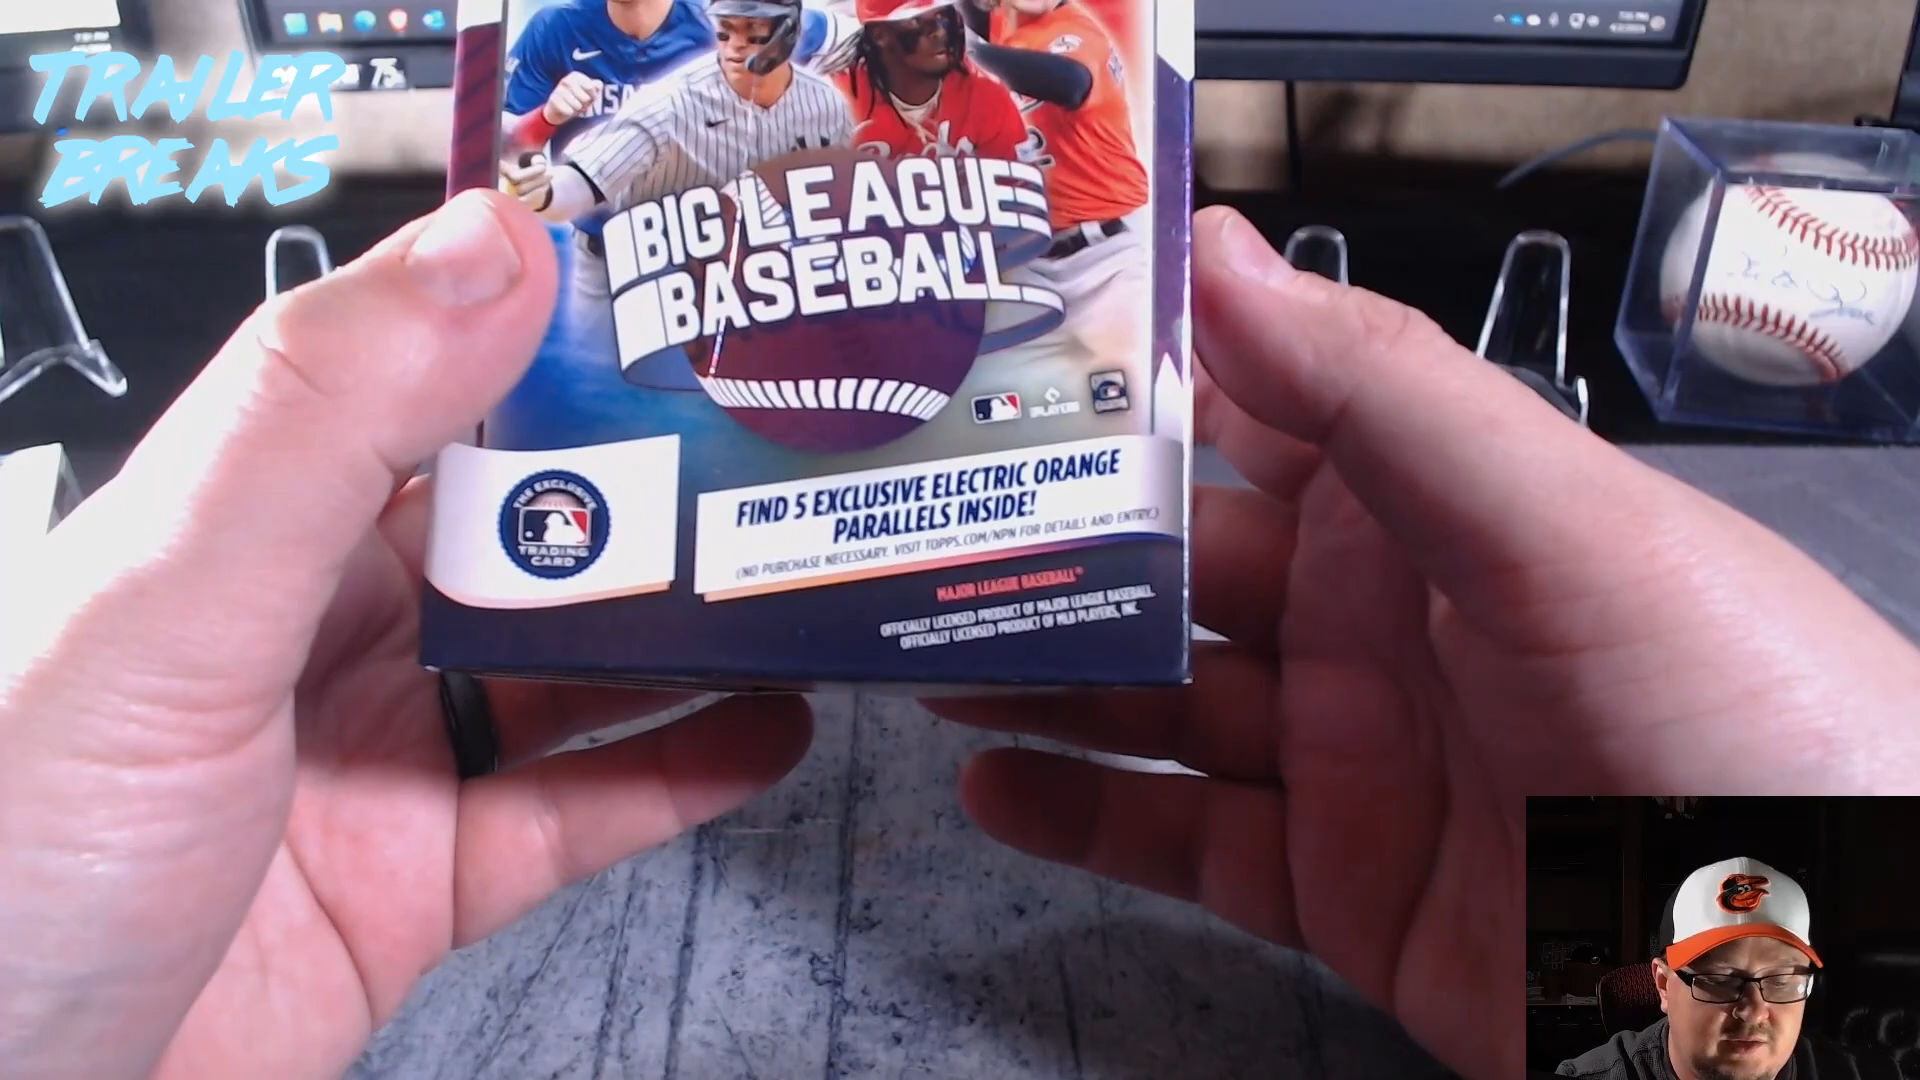 TRAILER
BREAKS
BIG LEAGUE
BASEBALL
PLAYERS
THE EXCLUSIVE
TRADING
CARD
FIND 5 EXCLUSIVE ELECTRIC ORANGE
PARALLELS INSIDE!
(NO PURCHASE NECESSARY. VISIT TOPPS.COM/NPN FOR DETAILS AND ENTRY.)
MAJOR LEAGUE BASEBALL®
OFFICIALLY LICENSED PRODUCT OF MAJOR LEAGUE BASEBALL.
OFFICIALLY LICENSED PRODUCT OF MLB PLAYERS, INC.